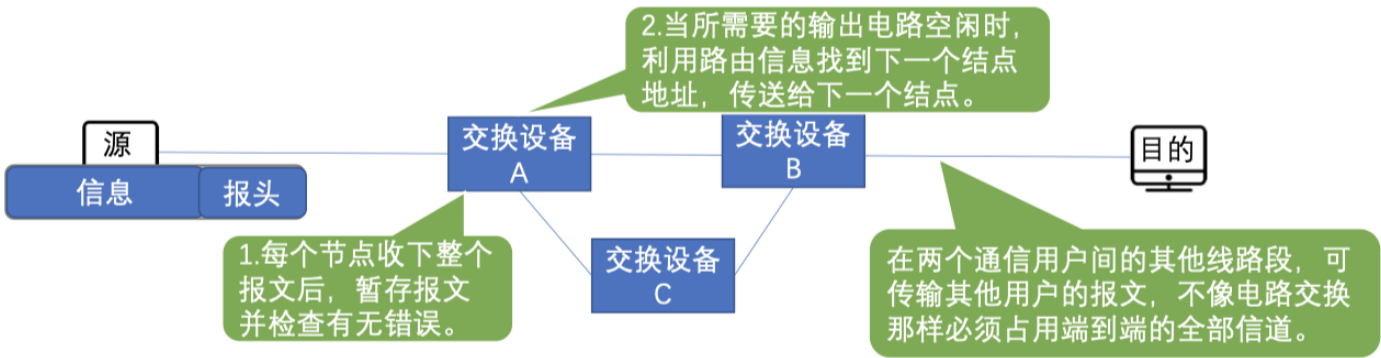 2.当所需要的输出电路空闲时，
利用路由信息找到下一个结点
地址，传送给下一个结点。
源
信息
报头
交换设备
A
交换设备
B
目的
1.每个节点收下整个
报文后，暂存报文
并检查有无错误。
交换设备
C
在两个通信用户间的其他线路段，可
传输其他用户的报文，不像电路交换
那样必须占用端到端的全部信道。